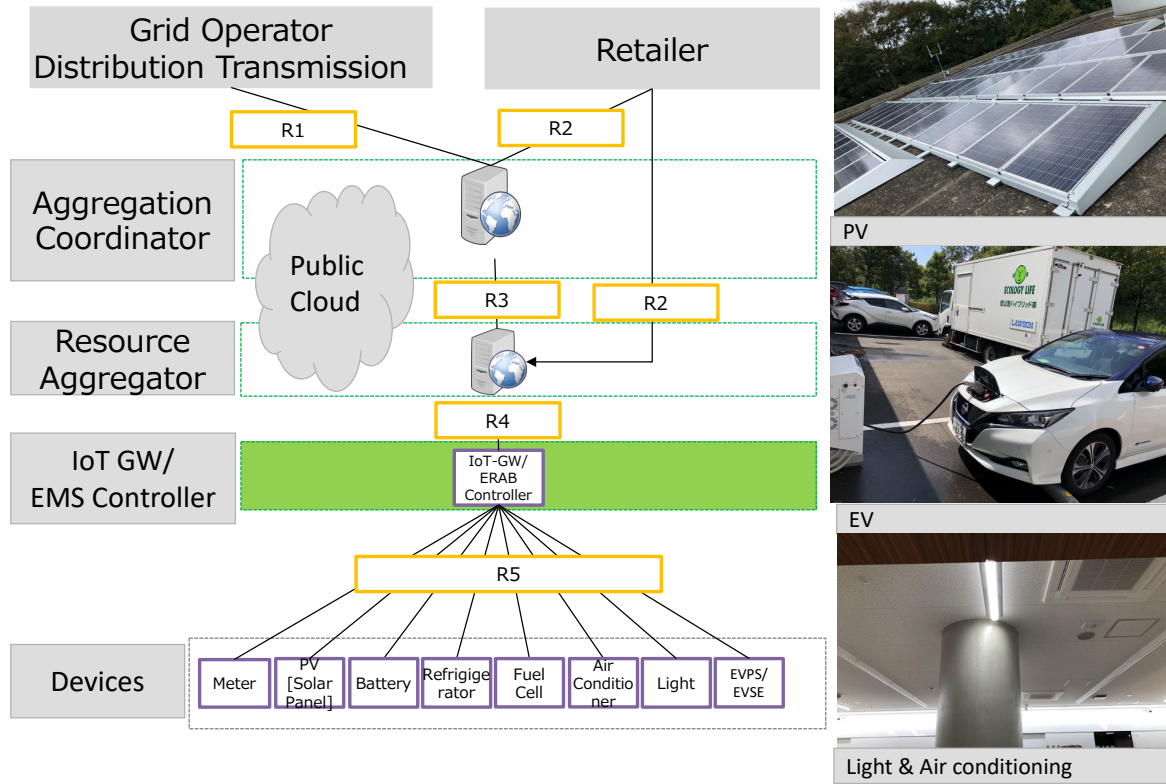 Grid Operator
Distribution Transmission
Retailer
R1
R2
Aggregation
Coordinator
Public
Cloud
R3
R2
Resource
Aggregator
R4
IoT GW/
EMS Controller
IoT-GW/
ERAB
Controller
R5
Devices
Meter
PV
[Solar
Panel]
Battery
Refrigige
rator
Fuel
Cell
Air
Conditio
ner
Light
EVPS/
EVSE
PV
ECOLOGY LIFE
LAWSON
EV
Light & Air conditioning